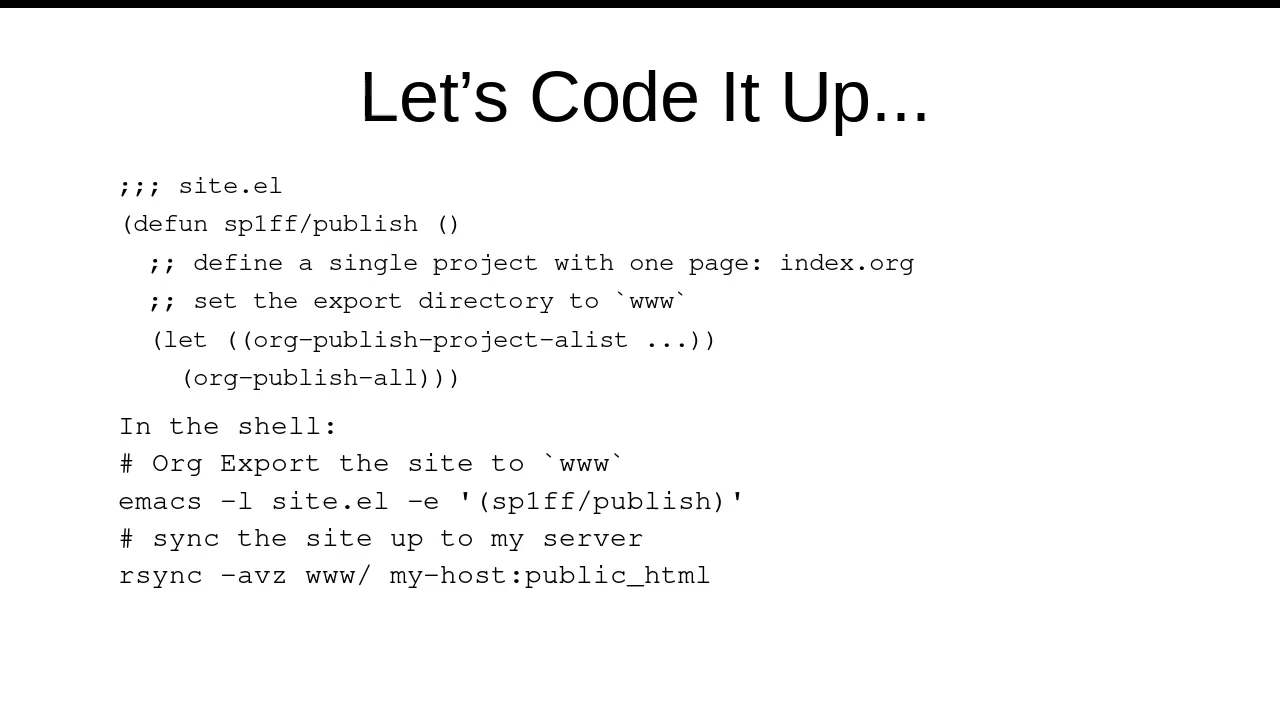 Let’s Code It Up...
;;; site.el
(defun sp1ff/publish ()
;; define a single project with one page: index.org
;; set the export directory to `www`
(let ((org-publish-project-alist ...))
(org-publish-all)))
In the shell:
# Org Export the site to `www`
emacs -l site.el -e '(sp1ff/publish)'
# sync the site up to my server
rsync -avz www/ my-host:public_html